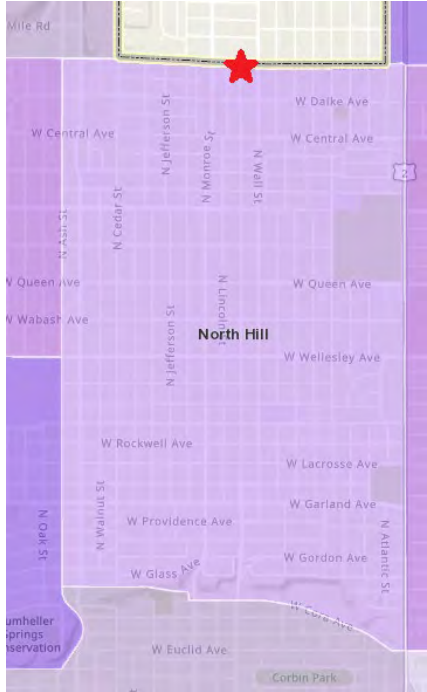 Mile Rd
W Dalke Ave
W Central Ave
W Central Ave
N Jefferson St
N Monroe St
N Wall St
2
N Ash St
N Cedar St
W Queen Ave
W Queen Ave
N Lincoln St
W Wabash Ave
North Hill
N Jefferson St
W Wellesley Ave
W Rockwell Ave
W Lacrosse Ave
N Walnut St
W Garland Ave
N Oak St
W Providence Ave
N Atlantic St
W Gordon Ave
W Glass Ave
W Cora Ave
umheller
Springs
nservation
W Euclid Ave
Corbin Park